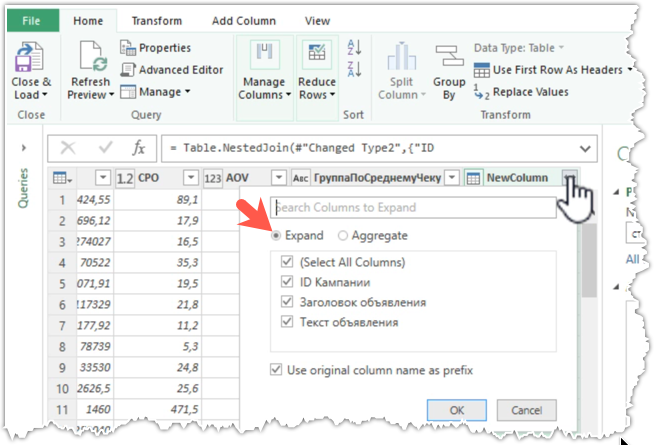 File Home Transform Add Column View
Close & Load
Refresh Preview
Properties
Advanced Editor
Manage
Manage Columns
Reduce Rows
Split Column
Group By
Data Type: Table
Use First Row As Headers
Replace Values
Close Query Sort Transform
= Table.NestedJoin(#"Changed Type2",{"ID
Queries
1.2 CPO 123 AOV ABC ГруппаПоСреднемуЧеку NewColumn
1 424,55 89,1
2 696,12 17,9
3 274027 16,5
4 70522 35,3
5 071,91 19,5
6 117329 21,8
7 177,92 11,2
8 78739 5,3
9 33530 24,8
10 2626,5 25,6
11 1460 471,5
Search Columns to Expand
Expand Aggregate
(Select All Columns)
ID Кампании
Заголовок объявления
Текст объявления
Use original column name as prefix
OK Cancel
All